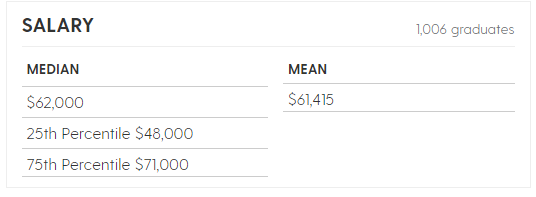 SALARY
1,006 graduates
MEDIAN
$62,000
25th Percentile $48,000
75th Percentile $71,000
MEAN
$61,415